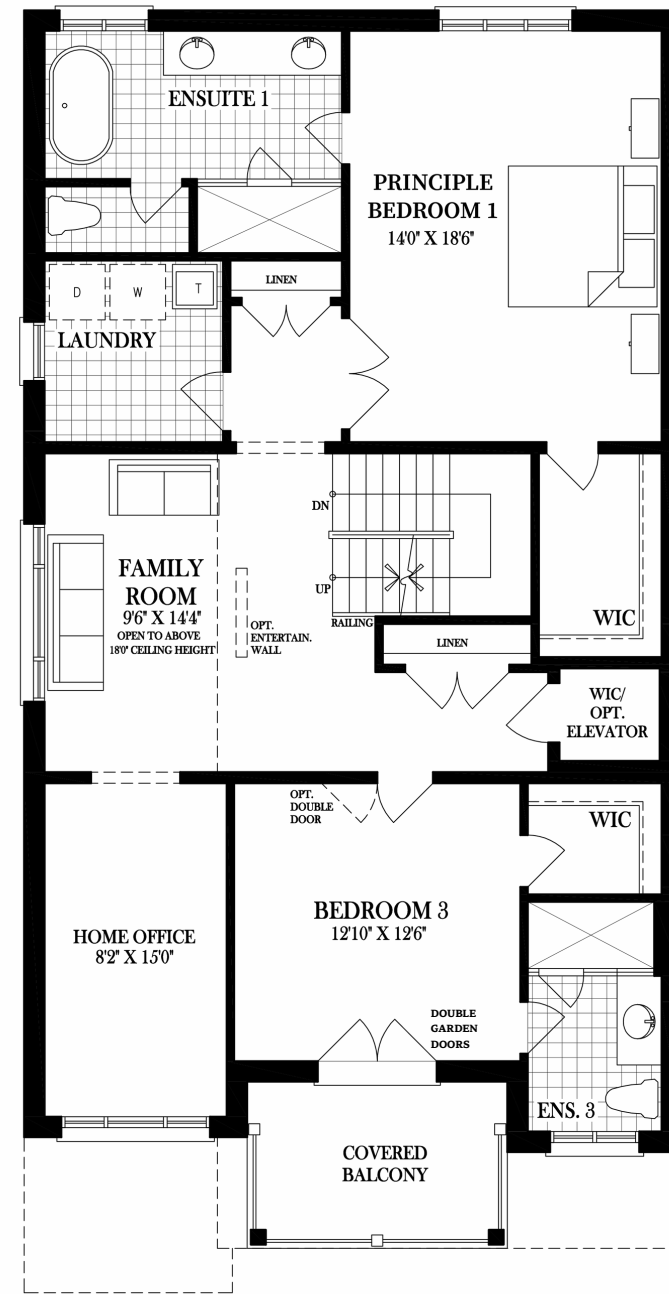 ENSUITE 1
PRINCIPLE
BEDROOM 1
14'0" X 18'6"
LINEN
D
W
T
LAUNDRY
DN
FAMILY
ROOM
9'6" X 14'4"
OPEN TO ABOVE
18'0" CEILING HEIGHT
UP
RAILING
OPT.
ENTERTAIN.
WALL
WIC
LINEN
WIC/
OPT.
ELEVATOR
OPT.
DOUBLE
DOOR
WIC
BEDROOM 3
12'10" X 12'6"
HOME OFFICE
8'2" X 15'0"
DOUBLE
GARDEN
DOORS
ENS. 3
COVERED
BALCONY